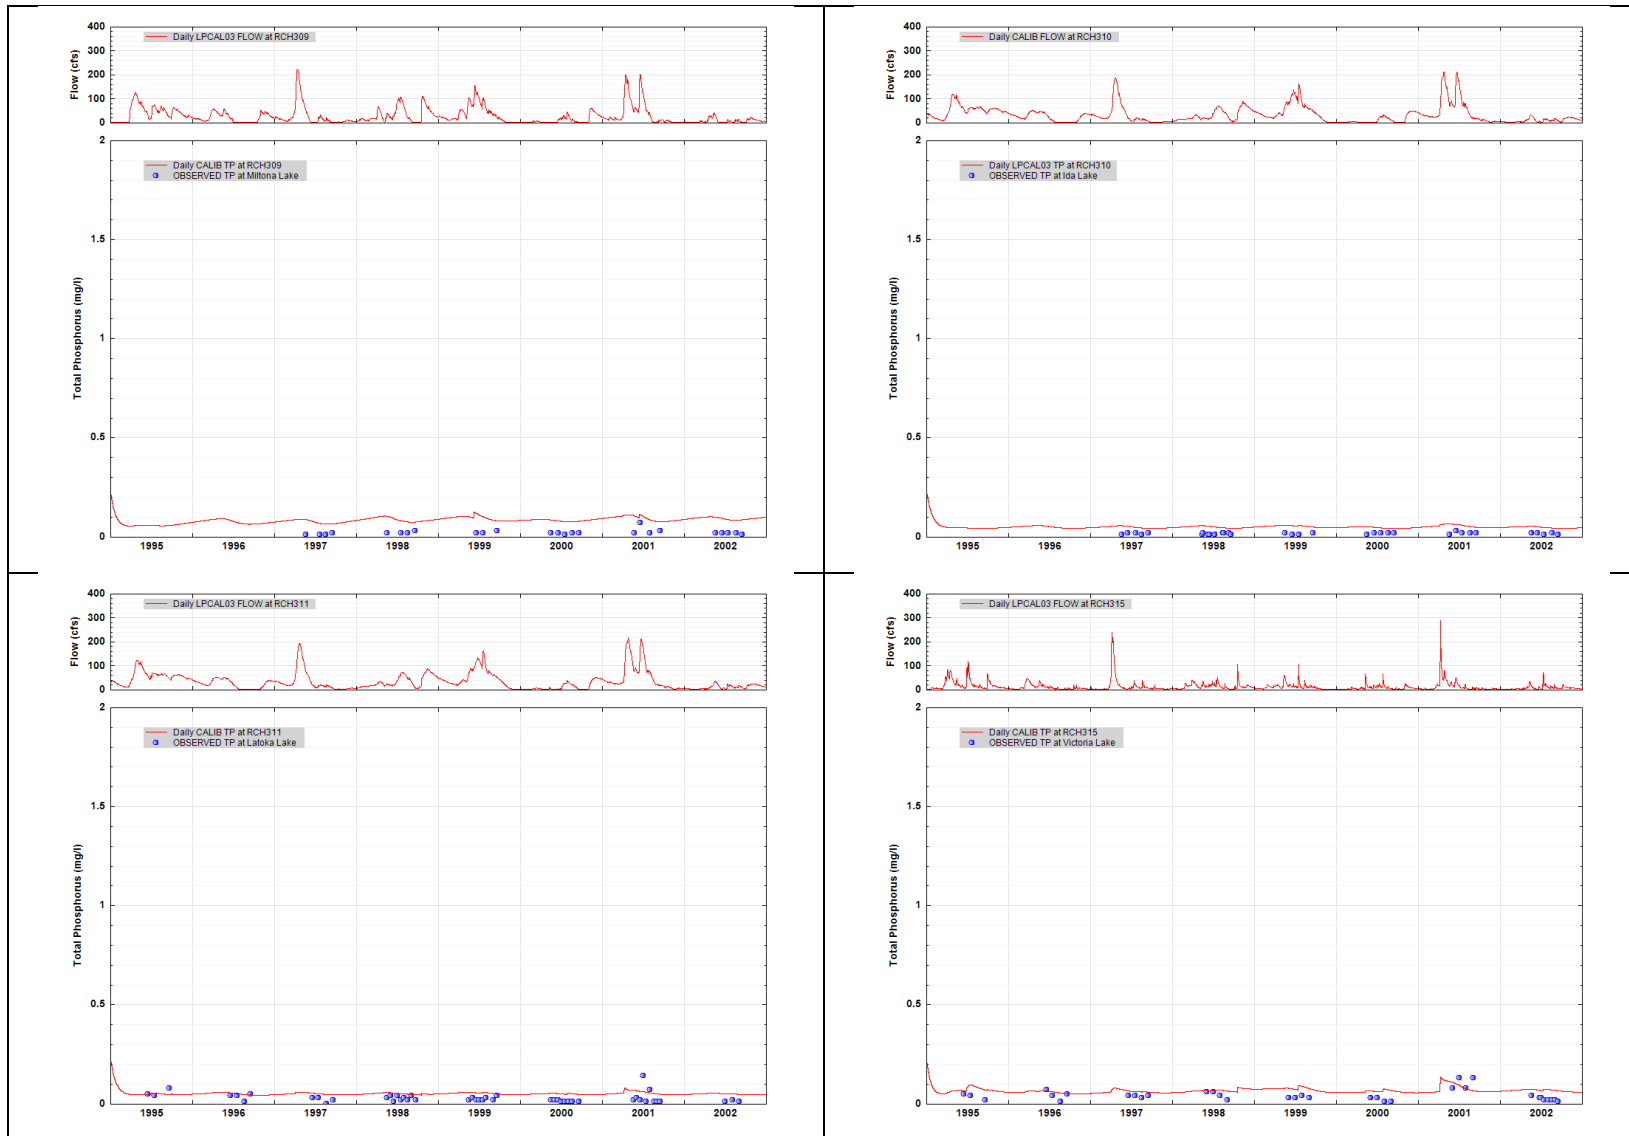 400
300
200
100
0
Flow (cfs)
Daily LPCAL03 FLOW at RCH309
2
1.5
1
0.5
0
Total Phosphorus (mg/l)
Daily CALIB TP at RCH309
OBSERVED TP at Miltona Lake
1995 1996 1997 1998 1999 2000 2001 2002
400
300
200
100
0
Flow (cfs)
Daily CALIB FLOW at RCH310
2
1.5
1
0.5
0
Total Phosphorus (mg/l)
Daily LPCAL03 TP at RCH310
OBSERVED TP at Ida Lake
1995 1996 1997 1998 1999 2000 2001 2002
400
300
200
100
0
Flow (cfs)
Daily LPCAL03 FLOW at RCH311
2
1.5
1
0.5
0
Total Phosphorus (mg/l)
Daily CALIB TP at RCH311
OBSERVED TP at Latoka Lake
1995 1996 1997 1998 1999 2000 2001 2002
400
300
200
100
0
Flow (cfs)
Daily LPCAL03 FLOW at RCH315
2
1.5
1
0.5
0
Total Phosphorus (mg/l)
Daily CALIB TP at RCH315
OBSERVED TP at Victoria Lake
1995 1996 1997 1998 1999 2000 2001 2002